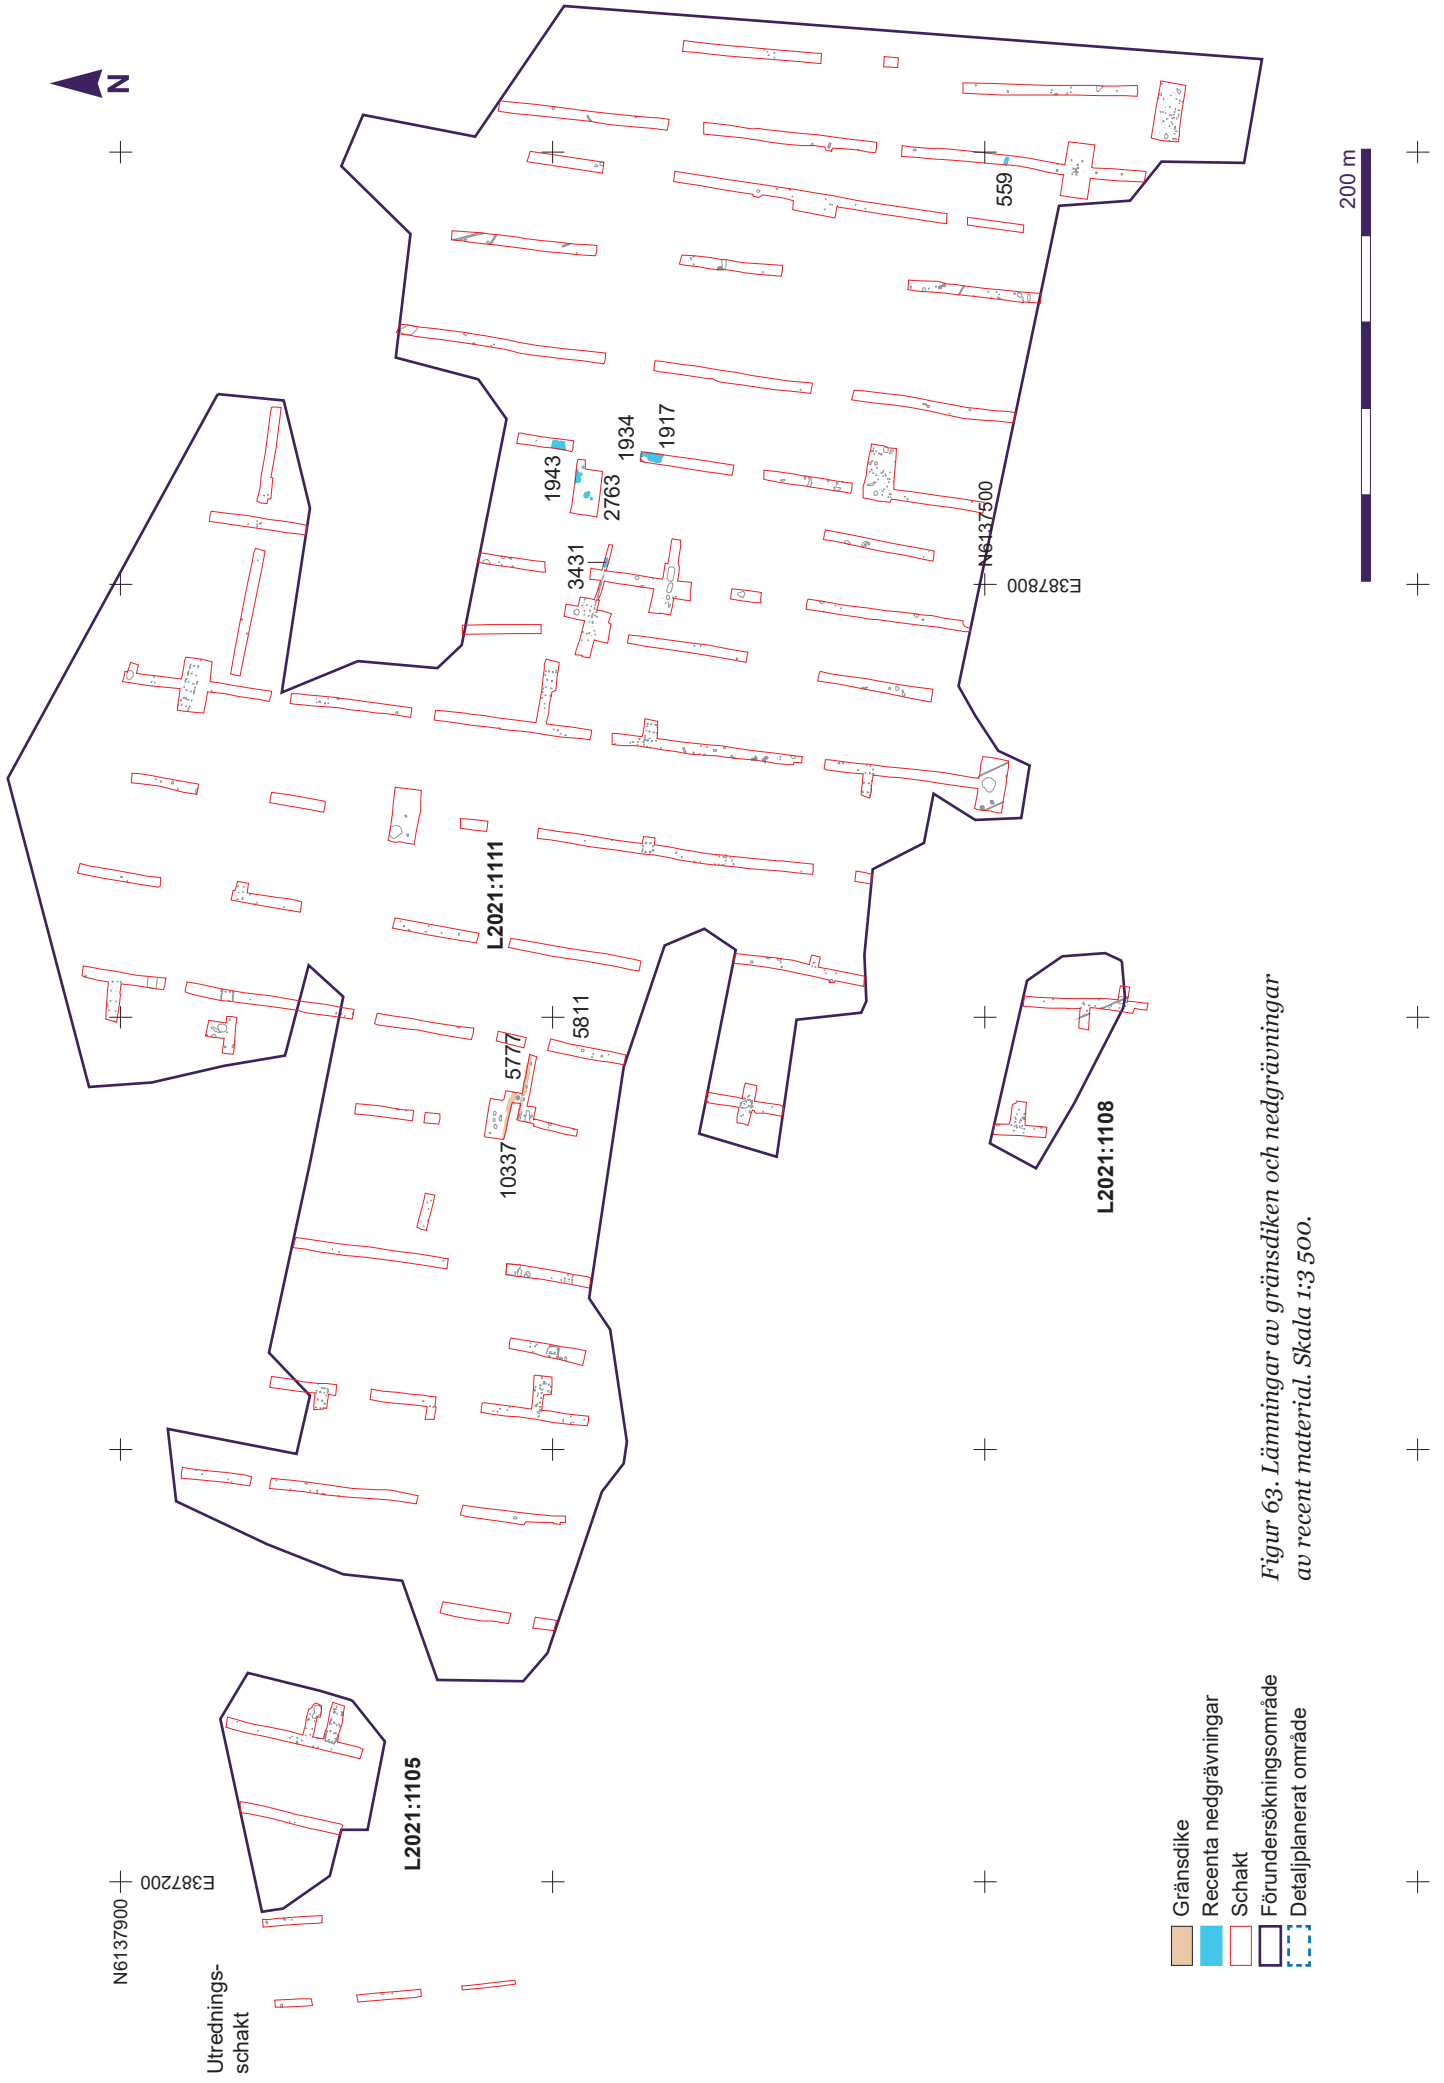 N
Utrednings-
schakt
N6137900
E387200
L2021:1105
10337
5777
5811
L2021:1111
L2021:1108
3431
1943
2763
1934
1917
N6137500
E387800
559
200 m
Gränsdike
Recenta nedgrävningar
Schakt
Förundersökningsområde
Detaljplanerat område
Figur 63. Lämningar av gränsdiken och nedgrävningar
av recent material. Skala 1:3 500.